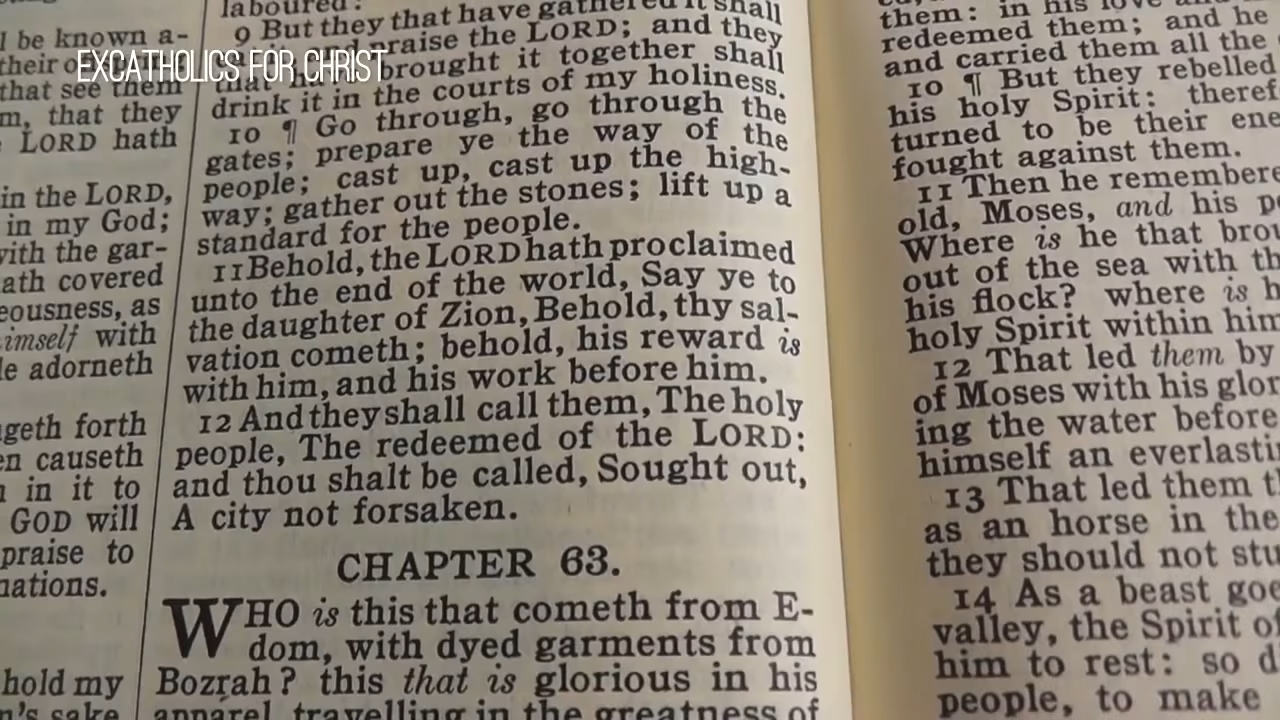 EXCATHOLICS FOR CHRIST
l be known a-
their
that see them
m, that they
LORD hath
in the LORD,
in my God;
with the gar-
ath covered
eousness, as
imself with
le adorneth
geth forth
en causeth
in it to
GOD will
praise to
nations.
hold my
n's sake
laboured:
9 But they that have gathered it shall
praise the LORD; and they
that have brought it together shall
drink it in the courts of my holiness.
10 ¶ Go through, go through the
gates; prepare ye the way of the
people; cast up, cast up the high-
way; gather out the stones; lift up a
standard for the people.
11 Behold, the LORD hath proclaimed
unto the end of the world, Say ye to
the daughter of Zion, Behold, thy sal-
vation cometh; behold, his reward is
with him, and his work before him.
12 And they shall call them, The holy
people, The redeemed of the LORD:
and thou shalt be called, Sought out,
A city not forsaken.
CHAPTER 63.
WHO is this that cometh from E-
dom, with dyed garments from
Bozrah? this that is glorious in his
apparel, travelling in the greatness of
them: in his love and
redeemed them; and he
and carried them all the
10 ¶ But they rebelled
his holy Spirit: theref
turned to be their ene
fought against them.
11 Then he remembere
old, Moses, and his pe
Where is he that brou
out of the sea with th
his flock? where is h
holy Spirit within him
12 That led them by
of Moses with his glor
ing the water before
himself an everlasti
13 That led them t
as an horse in the
they should not stu
14 As a beast goe
valley, the Spirit of
him to rest: so d
people, to make